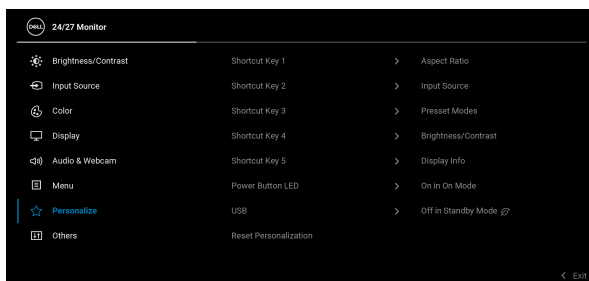 DELL 24/27 Monitor
Brightness/Contrast Shortcut Key 1 > Aspect Ratio
Input Source Shortcut Key 2 > Input Source
Color Shortcut Key 3 > Presset Modes
Display Shortcut Key 4 > Brightness/Contrast
Audio & Webcam Shortcut Key 5 > Display Info
Menu Power Button LED > On in On Mode
Personalize USB > Off in Standby Mode
Others Reset Personalization
< Exit